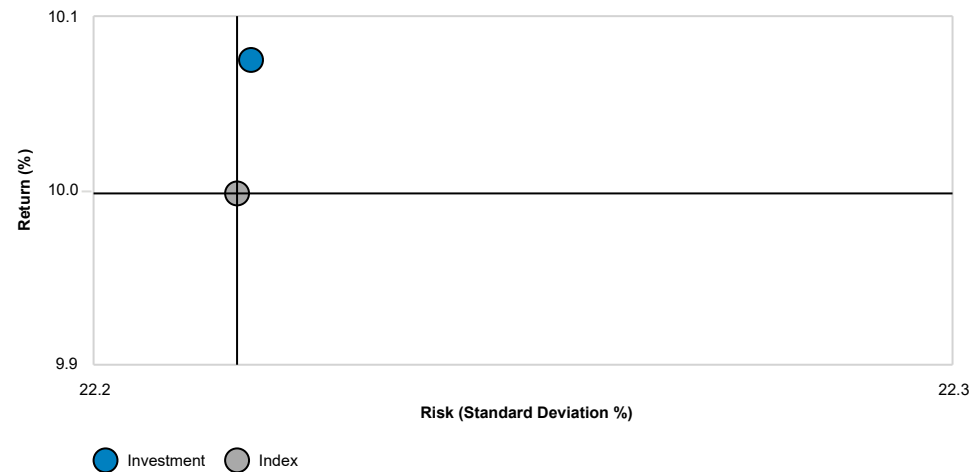 10.1
Return (%)
10.0
9.9
22.2
22.3
Risk (Standard Deviation %)
Investment
Index